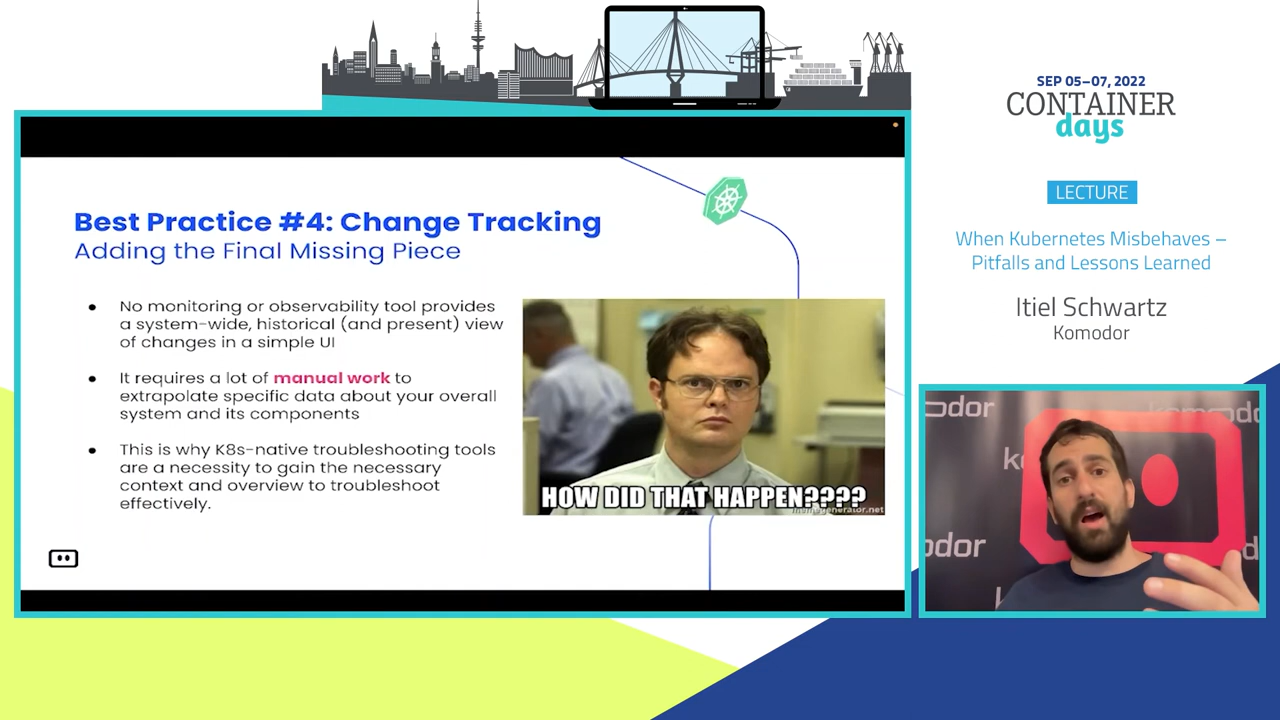 SEP 05–07, 2022
CONTAINER
days
LECTURE
When Kubernetes Misbehaves –
Pitfalls and Lessons Learned
Itiel Schwartz
Komodor
Best Practice #4: Change Tracking
Adding the Final Missing Piece
No monitoring or observability tool provides
a system-wide, historical (and present) view
of changes in a simple UI
It requires a lot of manual work to
extrapolate specific data about your overall
system and its components
This is why K8s-native troubleshooting tools
are a necessity to gain the necessary
context and overview to troubleshoot
effectively.
HOW DID THAT HAPPEN????
memegenerator.net
odor
komodor
dor